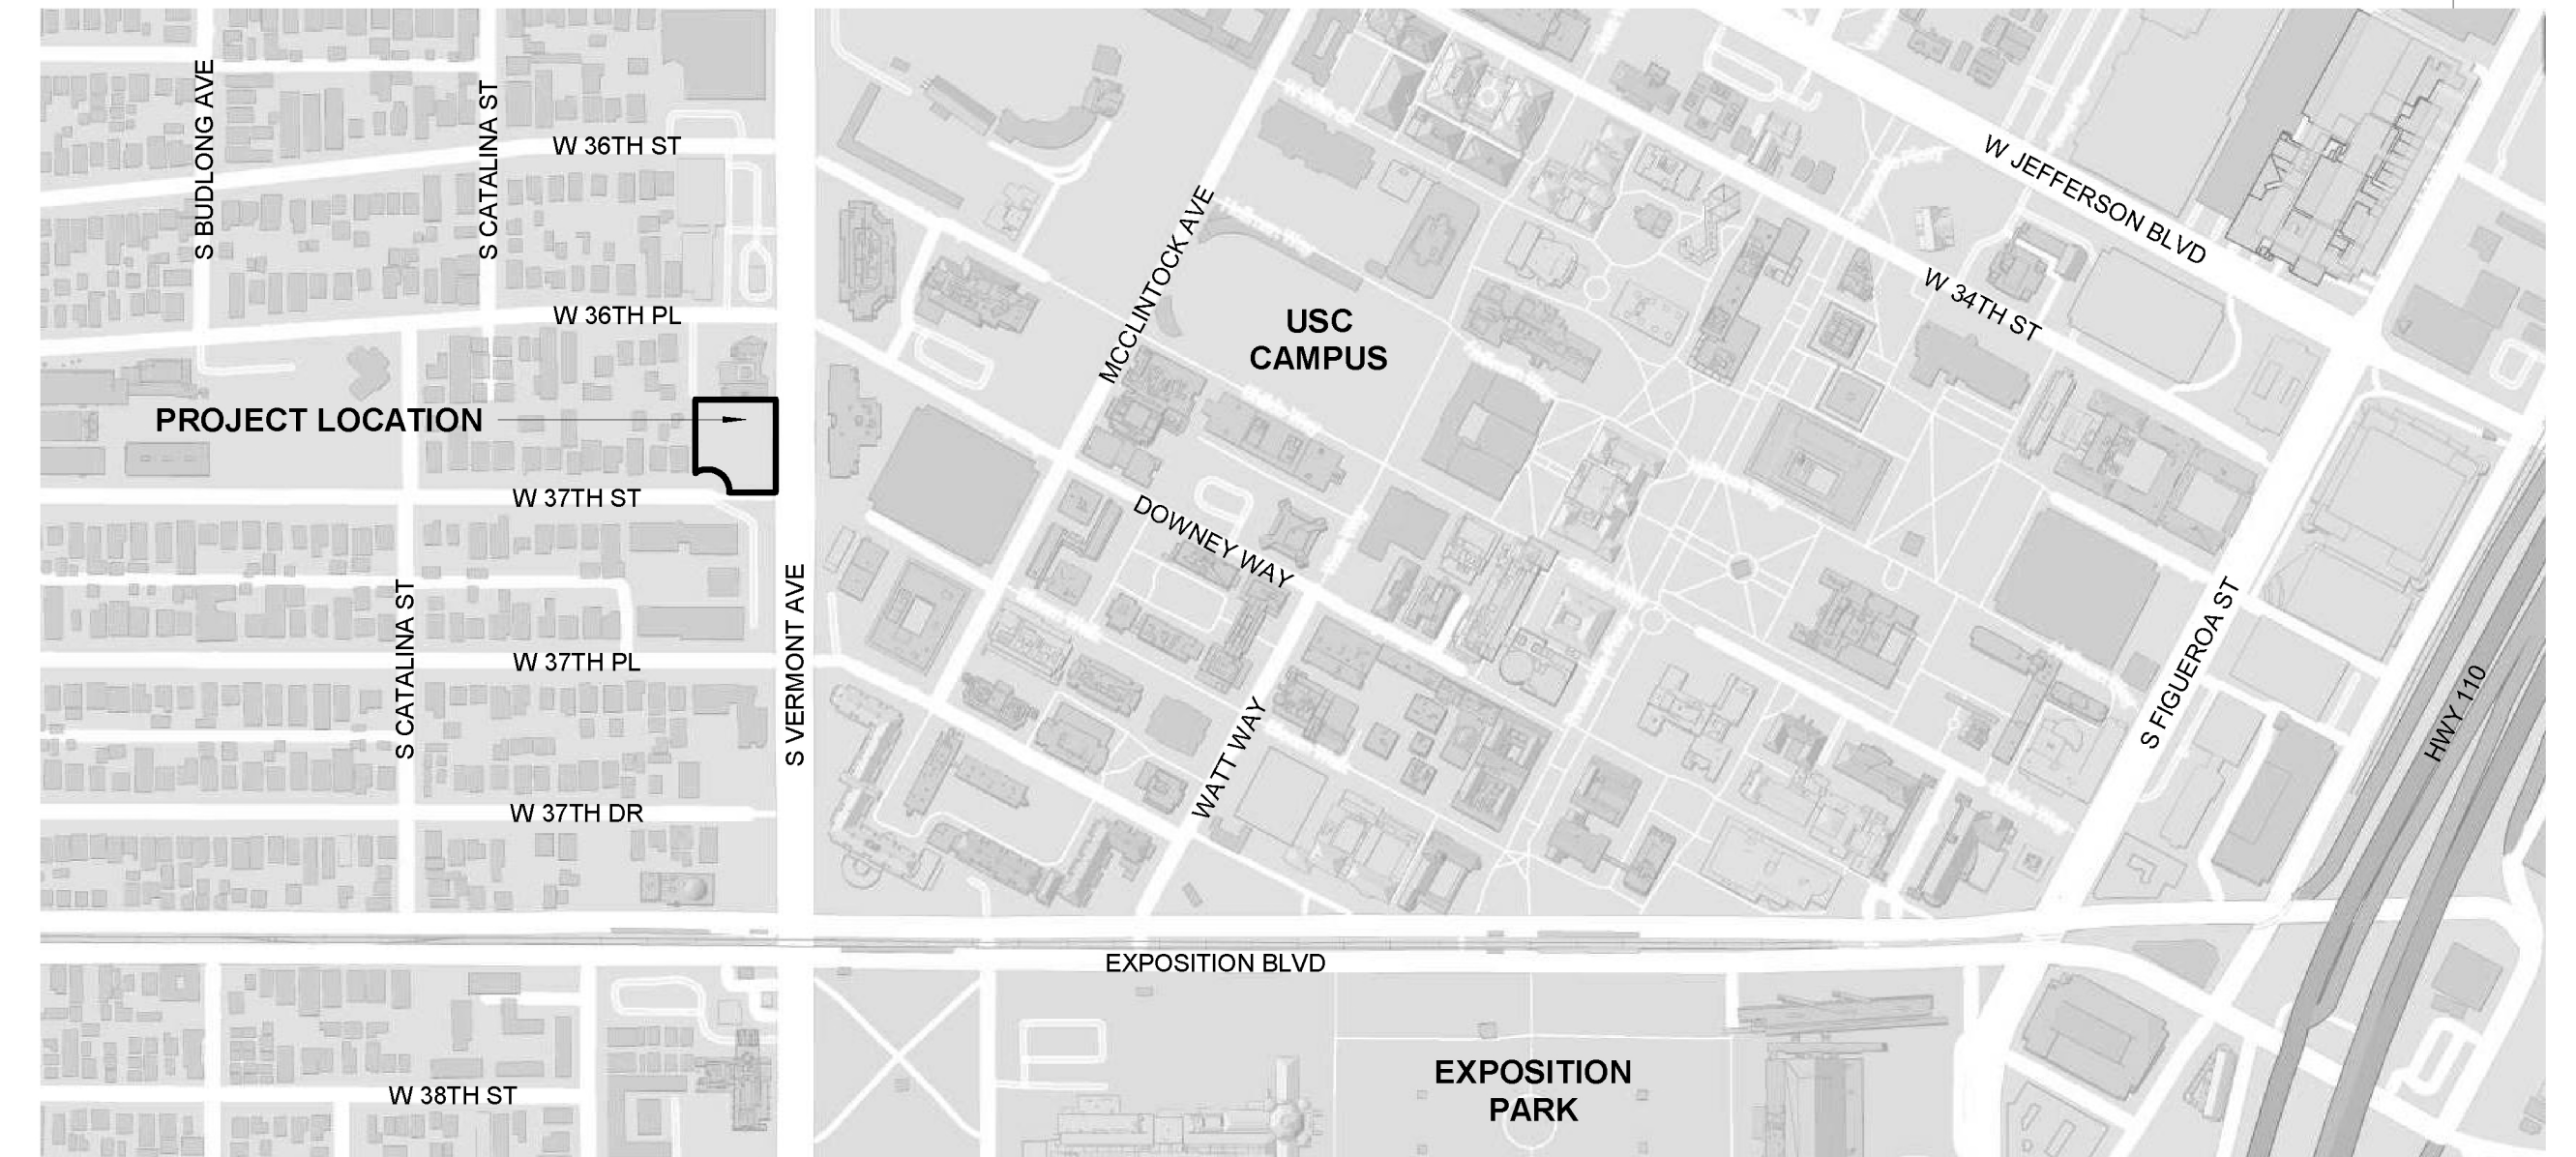 S BUDLONG AVE
S CATALINA ST
W 36TH ST
W JEFFERSON BLVD
MCCLINTOCK AVE
W 34TH ST
W 36TH PL
USC
CAMPUS
PROJECT LOCATION
W 37TH ST
DOWNEY WAY
S CATALINA ST
S VERMONT AVE
W 37TH PL
WATT WAY
S FIGUEROA ST
HWY 110
W 37TH DR
EXPOSITION BLVD
W 38TH ST
EXPOSITION
PARK